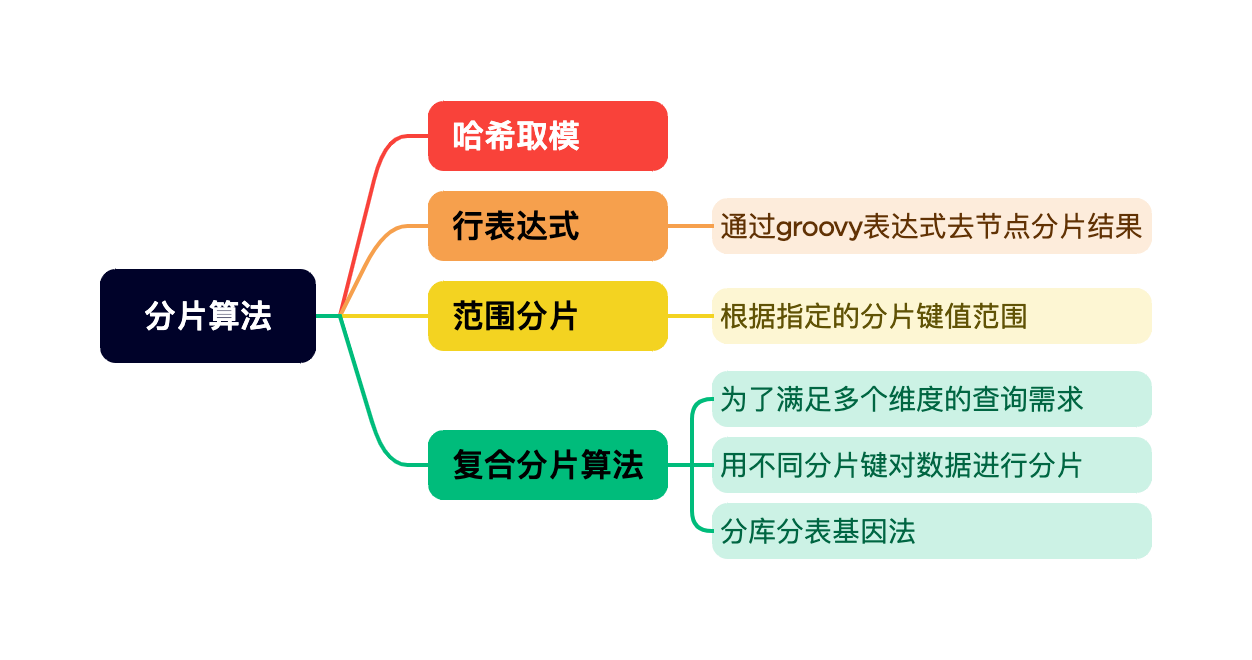 分片算法
哈希取模
行表达式
通过groovy表达式去节点分片结果
范围分片
根据指定的分片键值范围
复合分片算法
为了满足多个维度的查询需求
用不同分片键对数据进行分片
分库分表基因法